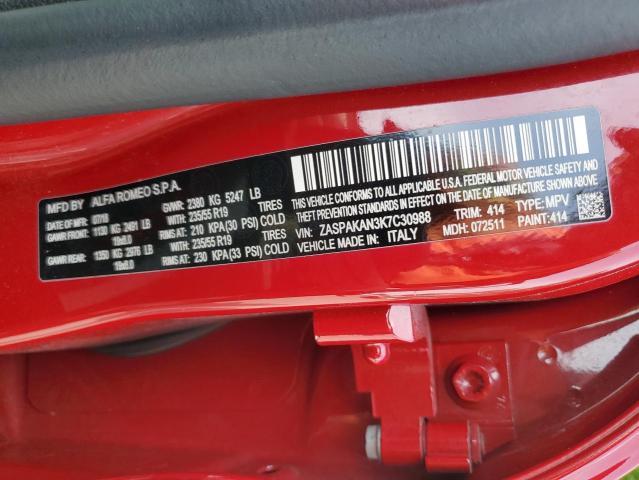 MFD BY ALFA ROMEO S.P.A.
DATE OF MFR: 07/18 GVWR: 2380 KG 5247 LB
GAWR FRONT: 1130 KG 2491 LB 235/55 R19 TIRES
19x8.0 RIMS AT: 210 KPA(30 PSI) COLD
GAWR REAR: 1350 KG 2976 LB WITH 235/55 R19 TIRES
19x8.0 RIMS AT: 230 KPA(33 PSI) COLD
THIS VEHICLE CONFORMS TO ALL APPLICABLE U.S.A. FEDERAL MOTOR VEHICLE SAFETY
BUMPER AND THEFT PREVENTION STANDARDS IN EFFECT ON THE DATE OF MFR SHOWN ABOVE
VIN: ZASPAKAN3K7C30988 TRIM: 414 TYPE: MPV
VEHICLE MADE IN: ITALY MDH: 072511 PAINT: 414